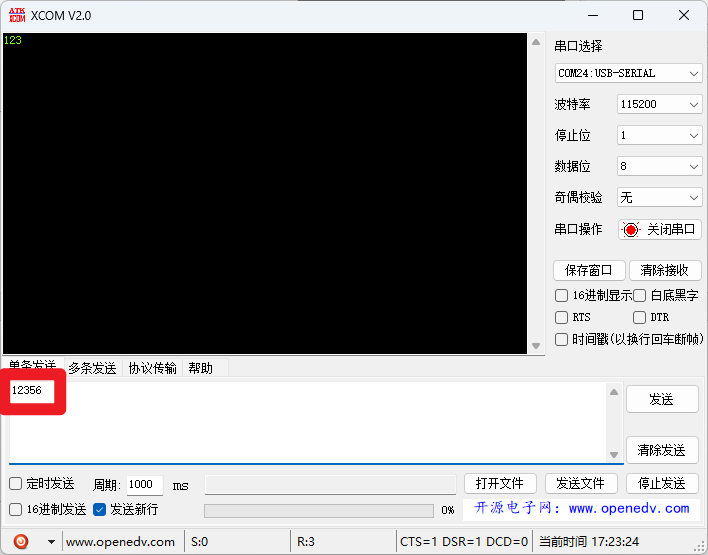 ATK XCOM XCOM V2.0
123
串口选择
COM24:USB-SERIAL
波特率 115200
停止位 1
数据位 8
奇偶校验 无
串口操作 关闭串口
保存窗口 清除接收
16进制显示 白底黑字
RTS DTR
时间戳(以换行回车断帧)
单条发送 多条发送 协议传输 帮助
12356
发送
清除发送
定时发送 周期: 1000 ms 打开文件 发送文件 停止发送
16进制发送 发送新行 0% 开源电子网: www.openedv.com
www.openedv.com S:0 R:3 CTS=1 DSR=1 DCD=0 当前时间 17:23:24